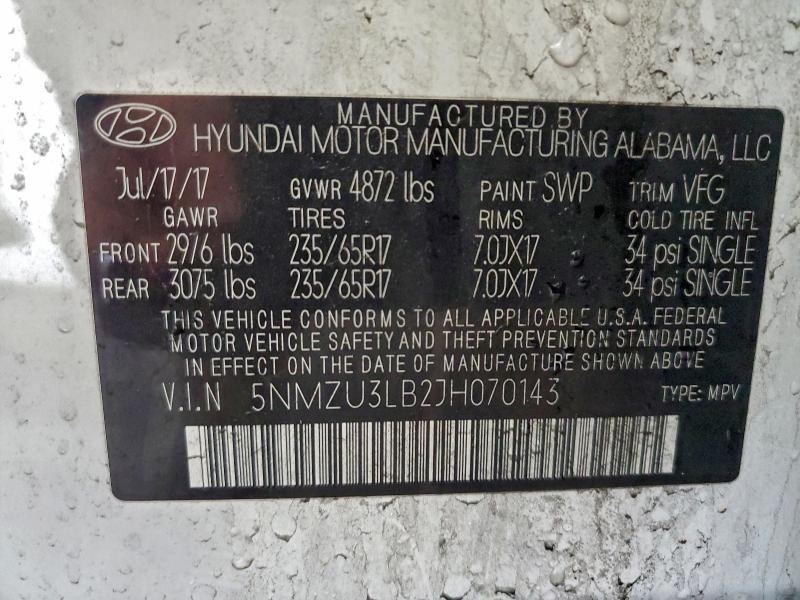 MANUFACTURED BY
HYUNDAI MOTOR MANUFACTURING ALABAMA, LLC
Jul/17/17 GVWR 4872 lbs PAINT SWP TRIM VFG
GAWR TIRES RIMS COLD TIRE INFL
FRONT 2976 lbs 235/65R17 7.0JX17 34 psi SINGLE
REAR 3075 lbs 235/65R17 7.0JX17 34 psi SINGLE
THIS VEHICLE CONFORMS TO ALL APPLICABLE U.S.A. FEDERAL
MOTOR VEHICLE SAFETY AND THEFT PREVENTION STANDARDS
IN EFFECT ON THE DATE OF MANUFACTURE SHOWN ABOVE
V.I.N 5NMZU3LB2JH070143 TYPE: MPV